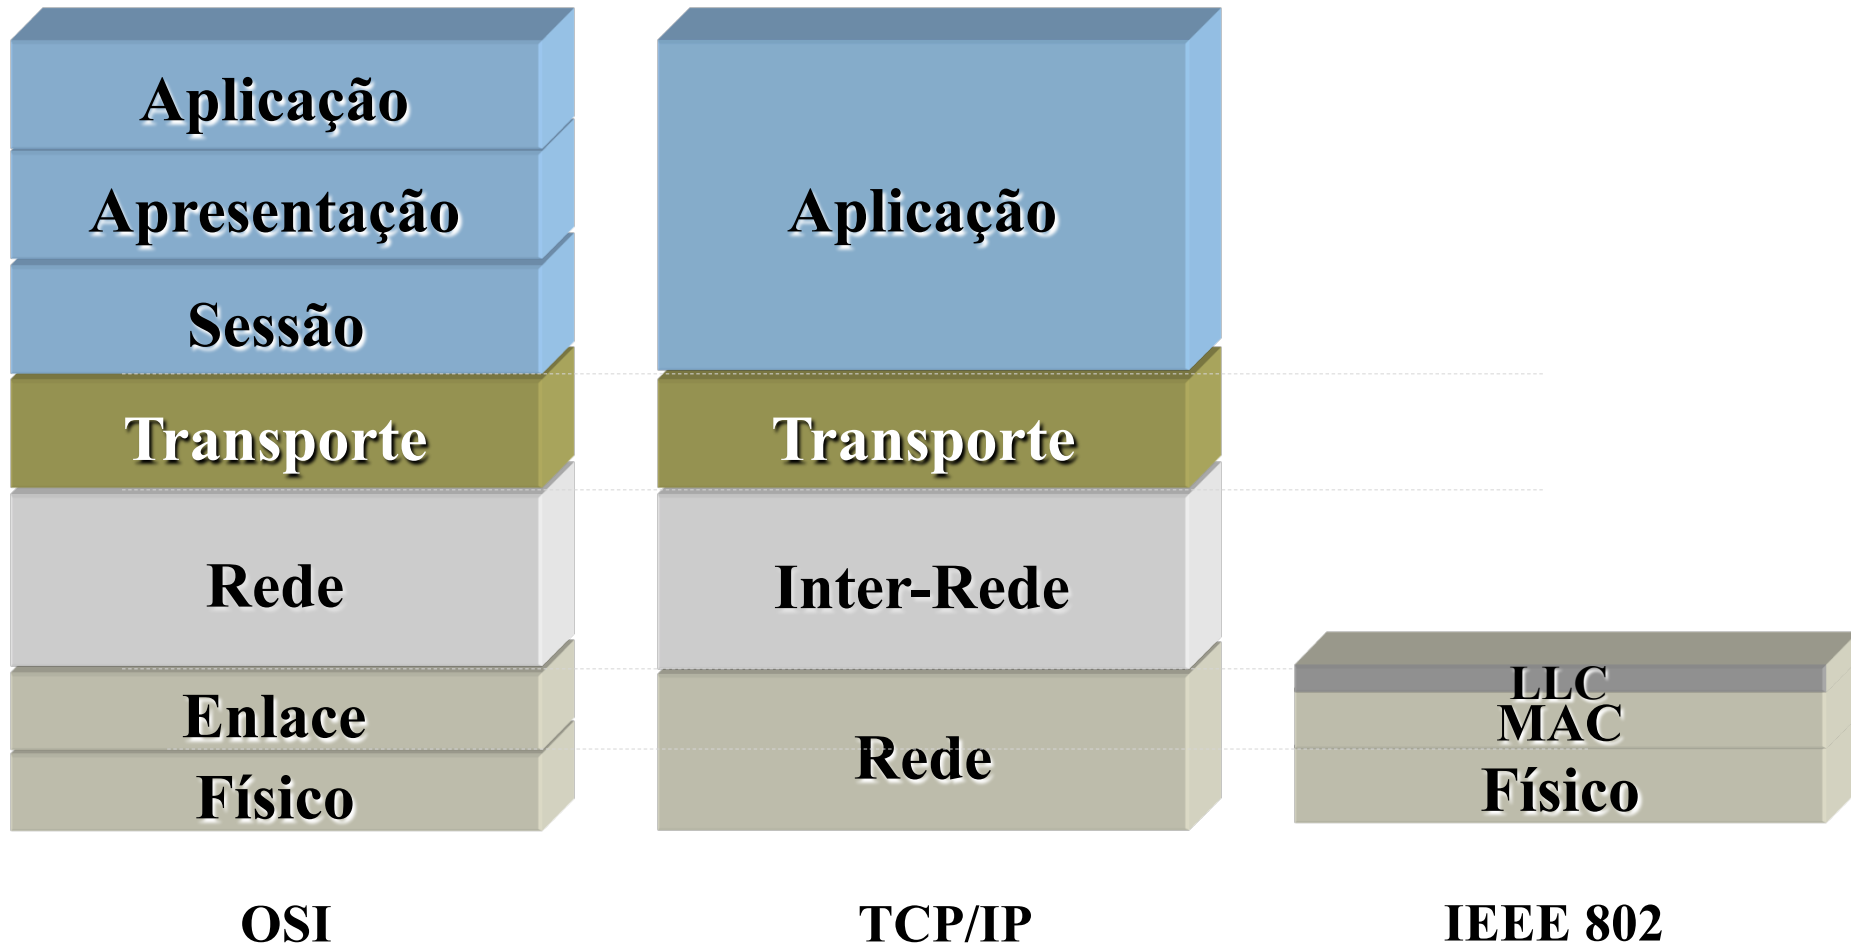 Aplicação
Apresentação
Sessão
Transporte
Rede
Enlace
Físico
OSI
Aplicação
Transporte
Inter-Rede
Rede
TCP/IP
LLC
MAC
Físico
IEEE 802